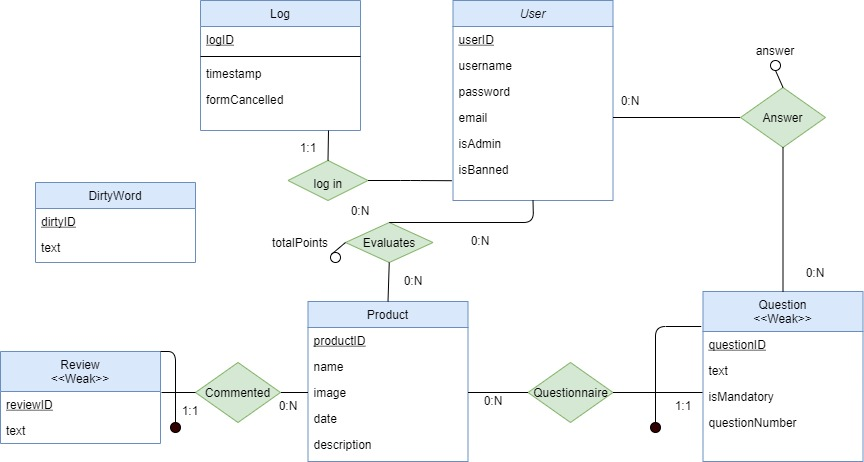 Log
logID
timestamp
formCancelled
User
userID
username
password
email
isAdmin
isBanned
answer
0:N
Answer
1:1
log in
0:N
DirtyWord
dirtyID
text
totalPoints
Evaluates
0:N
0:N
0:N
Product
productID
name
image
date
description
Question
<<Weak>>
questionID
text
isMandatory
questionNumber
Review
<<Weak>>
reviewID
text
1:1
Commented
0:N
0:N
Questionnaire
1:1